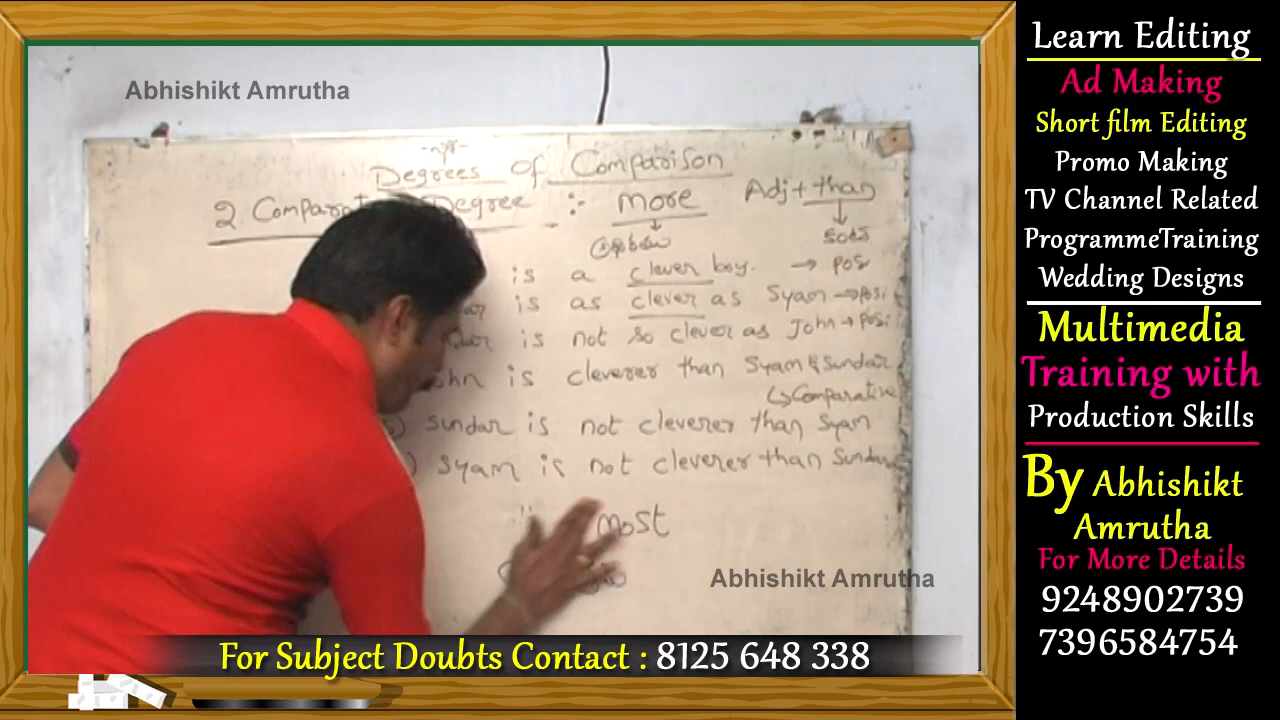 Abhishikt Amrutha
Degrees of Comparison
2. Degree :- more Adj + than
కంటె
is a clever boy. → posi
is as clever as Syam → posi
is not so clever as John → posi
John is cleverer than Syam & Sundar
↳ Comparative
5) Sundar is not cleverer than Syam
) Syam is not cleverer than Sundar
most
Abhishikt Amrutha
For Subject Doubts Contact : 8125 648 338
Learn Editing
Ad Making
Short film Editing
Promo Making
TV Channel Related
ProgrammeTraining
Wedding Designs
Multimedia
Training with
Production Skills
By Abhishikt
Amrutha
For More Details
9248902739
7396584754